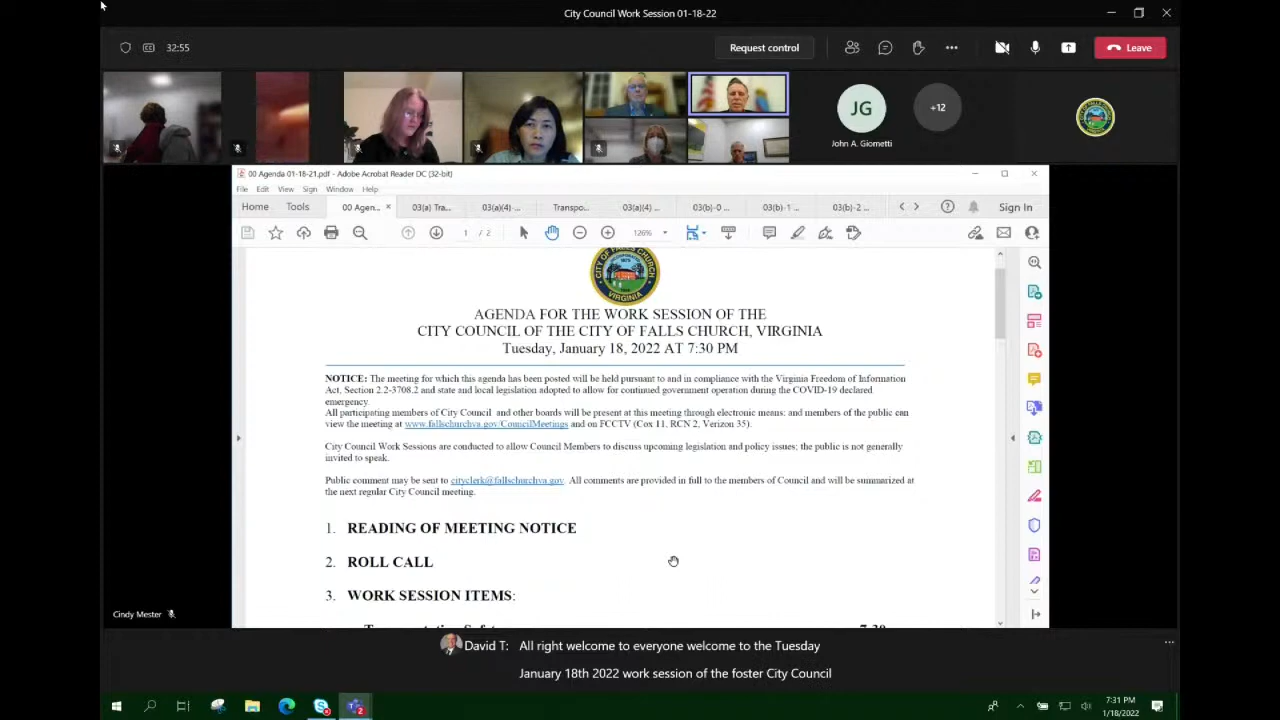 City Council Work Session 01-18-22
32:55
Request control
Leave
JG
+12
John A. Giometti
00 Agenda 01-18-21.pdf - Adobe Acrobat Reader DC (32-bit)
File Edit View Sign Window Help
Home Tools 00 Agen... 03(a) Tra... 03(a)(4) -... Transpo... 03(a)(4) ... 03(b)-0 ... 03(b)-1 ... 03(b)-2 ... Sign In
1 / 2 126%
CITY OF FALLS CHURCH
VIRGINIA
AGENDA FOR THE WORK SESSION OF THE
CITY COUNCIL OF THE CITY OF FALLS CHURCH, VIRGINIA
Tuesday, January 18, 2022 AT 7:30 PM
NOTICE: The meeting for which this agenda has been posted will be held pursuant to and in compliance with the Virginia Freedom of Information
Act, Section 2.2-3708.2 and state and local legislation adopted to allow for continued government operation during the COVID-19 declared
emergency.
All participating members of City Council and other boards will be present at this meeting through electronic means; and members of the public can
view the meeting at www.fallschurchva.gov/CouncilMeetings and on FCCTV (Cox 11, RCN 2, Verizon 35).
City Council Work Sessions are conducted to allow Council Members to discuss upcoming legislation and policy issues; the public is not generally
invited to speak.
Public comment may be sent to cityclerk@fallschurchva.gov. All comments are provided in full to the members of Council and will be summarized at
the next regular City Council meeting.
1. READING OF MEETING NOTICE
2. ROLL CALL
3. WORK SESSION ITEMS:
Cindy Mester
David T: All right welcome to everyone welcome to the Tuesday
January 18th 2022 work session of the foster City Council
7:31 PM
1/18/2022